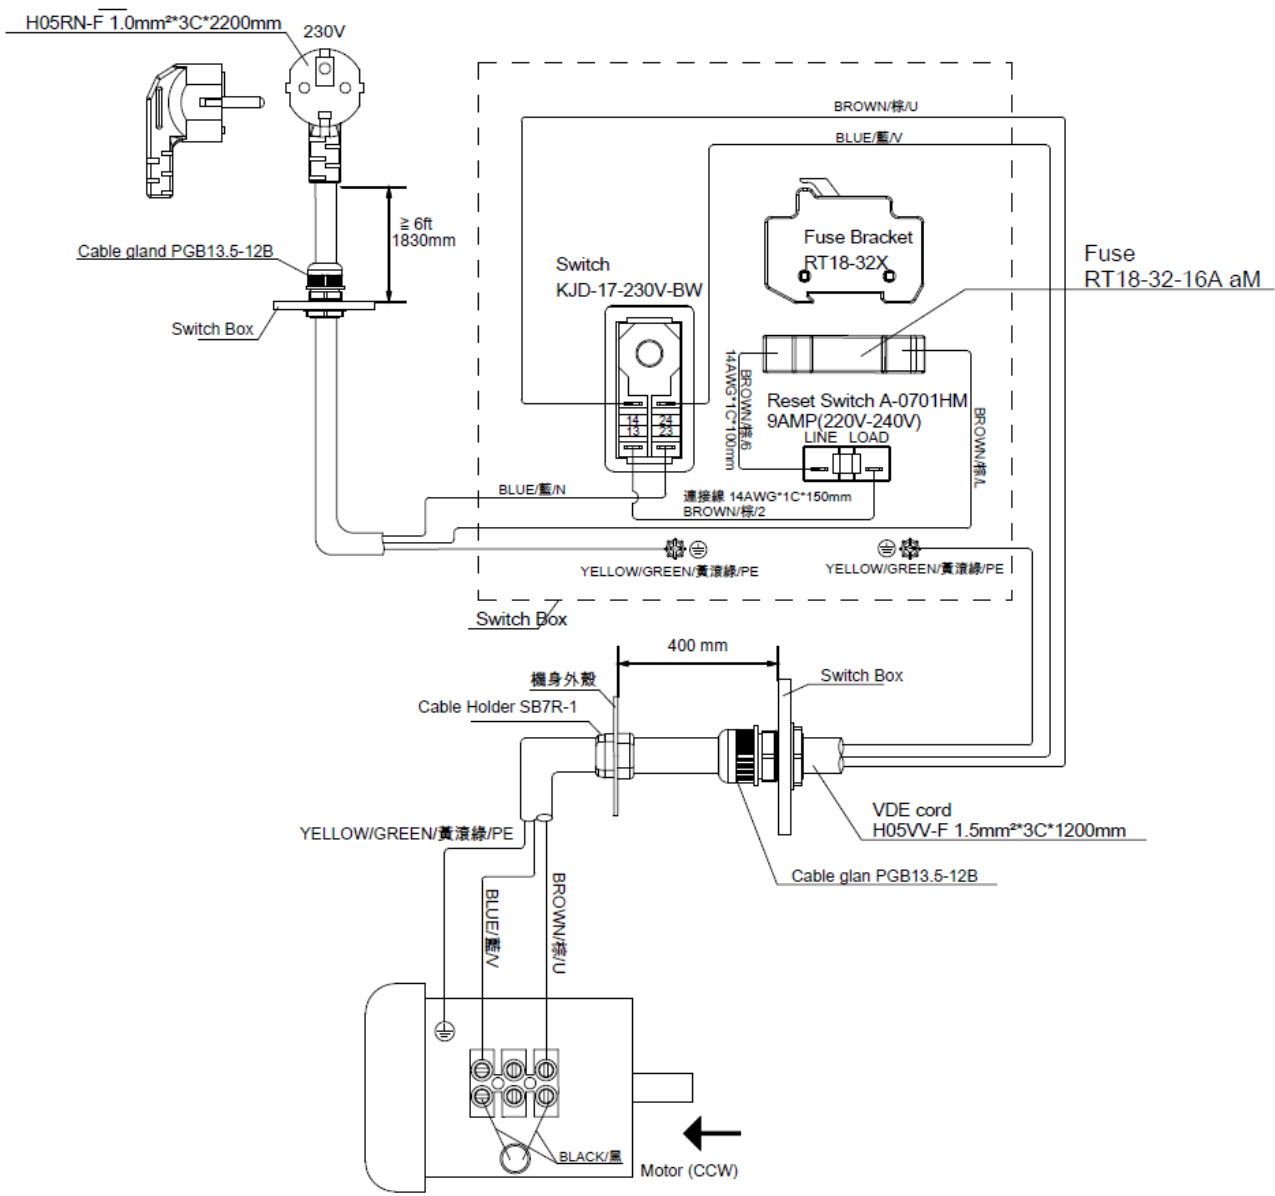 H05RN-F 1.0mm²*3C*2200mm
230V
BROWN/棕/U
BLUE/藍/V
≧ 6ft
1830mm
Cable gland PGB13.5-12B
Switch Box
Switch
KJD-17-230V-BW
Fuse Bracket
RT18-32X
Fuse
RT18-32-16A aM
14
24
13
23
BROWN/棕/6
14AWG*1C*100mm
Reset Switch A-0701HM
9AMP(220V-240V)
LINE LOAD
BROWN/棕/L
BLUE/藍/N
連接線 14AWG*1C*150mm
BROWN/棕/2
YELLOW/GREEN/黃滾綠/PE
YELLOW/GREEN/黃滾綠/PE
Switch Box
400 mm
機身外殼
Switch Box
Cable Holder SB7R-1
VDE cord
H05VV-F 1.5mm²*3C*1200mm
YELLOW/GREEN/黃滾綠/PE
Cable glan PGB13.5-12B
BLUE/藍/V
BROWN/棕/U
BLACK/黑
Motor (CCW)